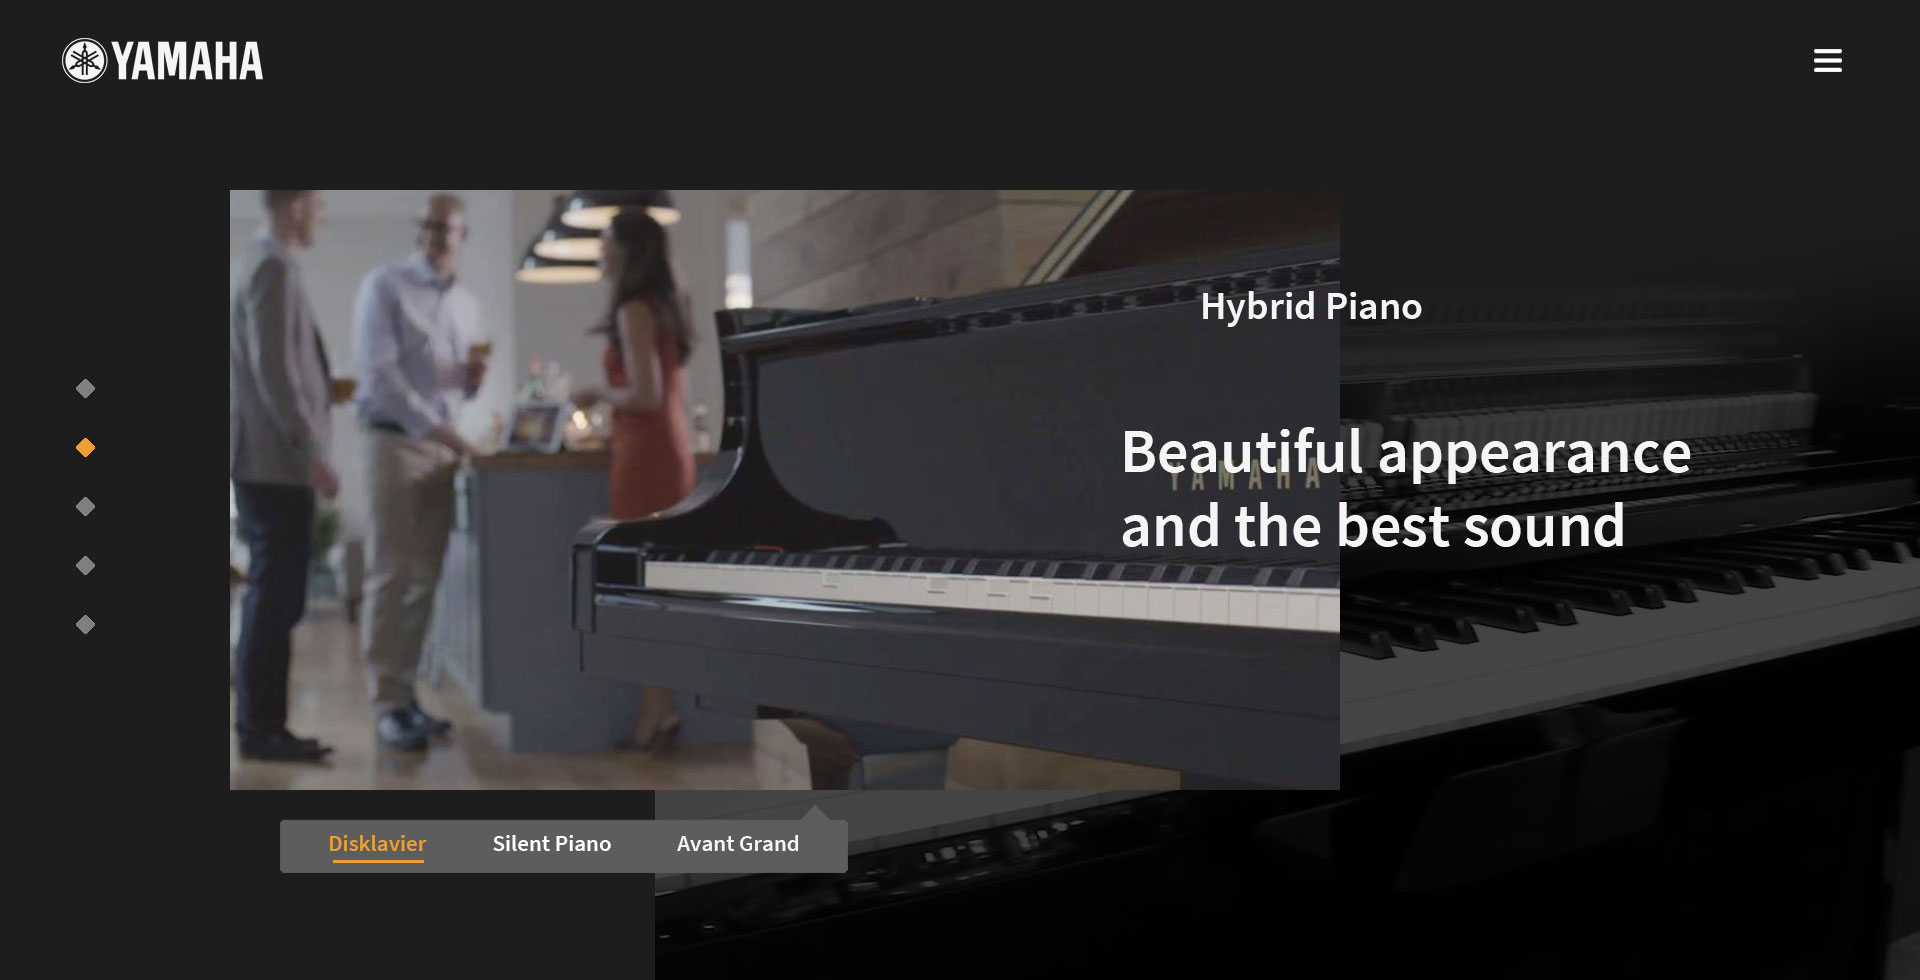 YAMAHA
Hybrid Piano
Beautiful appearance
YAMAHA
and the best sound
Disklavier
Silent Piano
Avant Grand